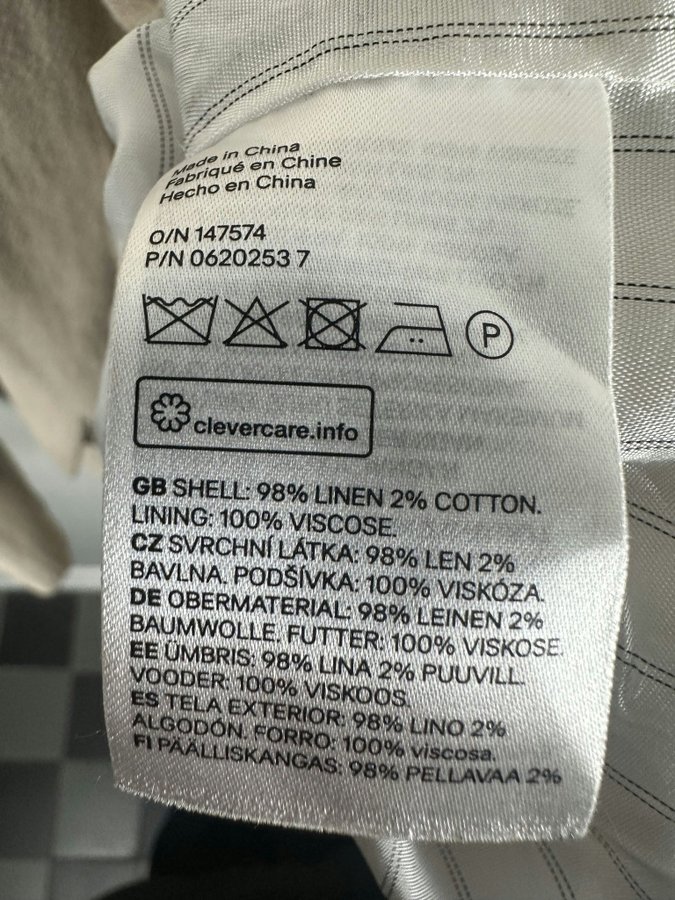 Made in China
Fabriqué en Chine
Hecho en China
O/N 147574
P/N 0620253 7
P
clevercare.info
GB SHELL: 98% LINEN 2% COTTON.
LINING: 100% VISCOSE.
CZ SVRCHNÍ LÁTKA: 98% LEN 2%
BAVLNA. PODŠÍVKA: 100% VISKÓZA.
DE OBERMATERIAL: 98% LEINEN 2%
BAUMWOLLE. FUTTER: 100% VISKOSE.
EE ÜMBRIS: 98% LINA 2% PUUVILL.
VOODER: 100% VISKOOS.
ES TELA EXTERIOR: 98% LINO 2%
ALGODÓN. FORRO: 100% viscosa.
FI PÄÄLLISKANGAS: 98% PELLAVAA 2%